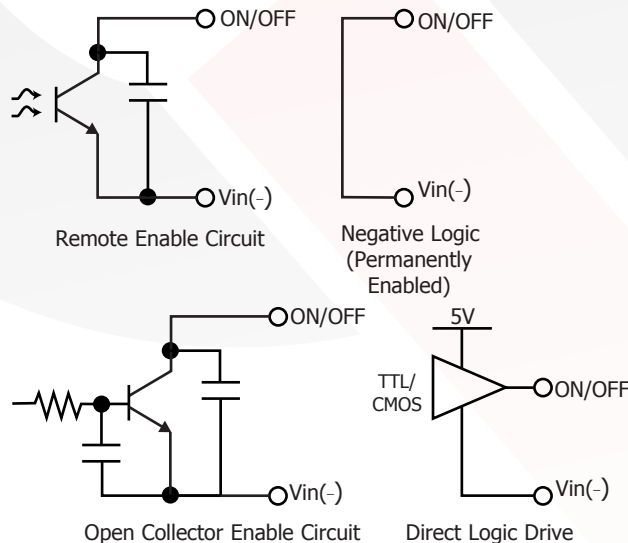 ON/OFF
Vin(-)
Remote Enable Circuit
ON/OFF
Vin(-)
Negative Logic
(Permanently
Enabled)
ON/OFF
Vin(-)
Open Collector Enable Circuit
5V
TTL/
CMOS
ON/OFF
Vin(-)
Direct Logic Drive